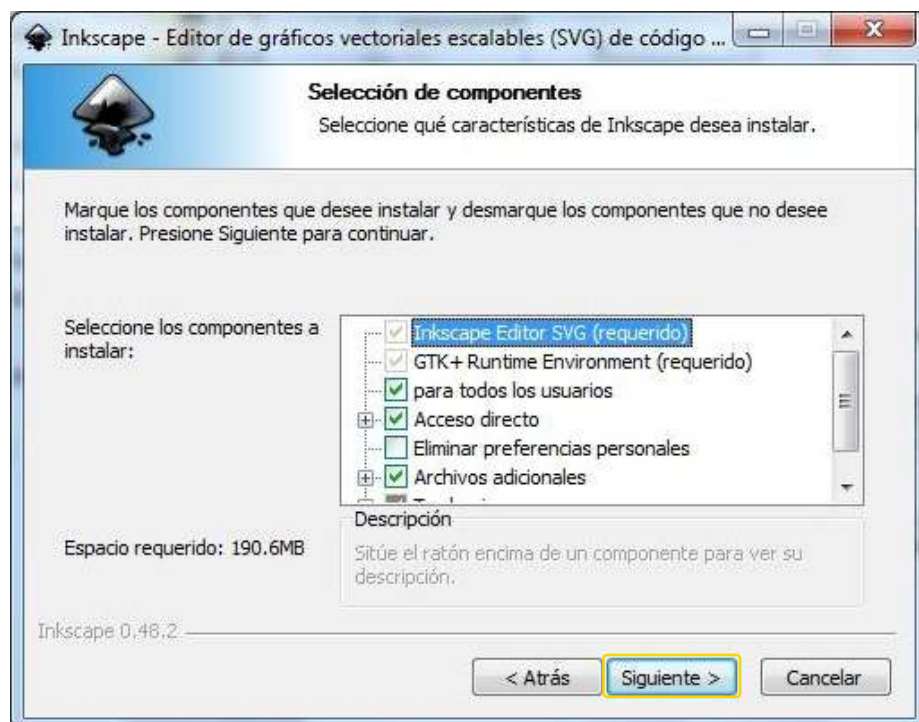 Inkscape - Editor de gráficos vectoriales escalables (SVG) de código ...
Selección de componentes
Seleccione qué características de Inkscape desea instalar.
Marque los componentes que desee instalar y desmarque los componentes que no desee
instalar. Presione Siguiente para continuar.
Seleccione los componentes a
instalar:
Inkscape Editor SVG (requerido)
GTK+ Runtime Environment (requerido)
para todos los usuarios
Acceso directo
Eliminar preferencias personales
Archivos adicionales
Espacio requerido: 190.6MB
Descripción
Sitúe el ratón encima de un componente para ver su
descripción.
Inkscape 0.48.2
< Atrás
Siguiente >
Cancelar